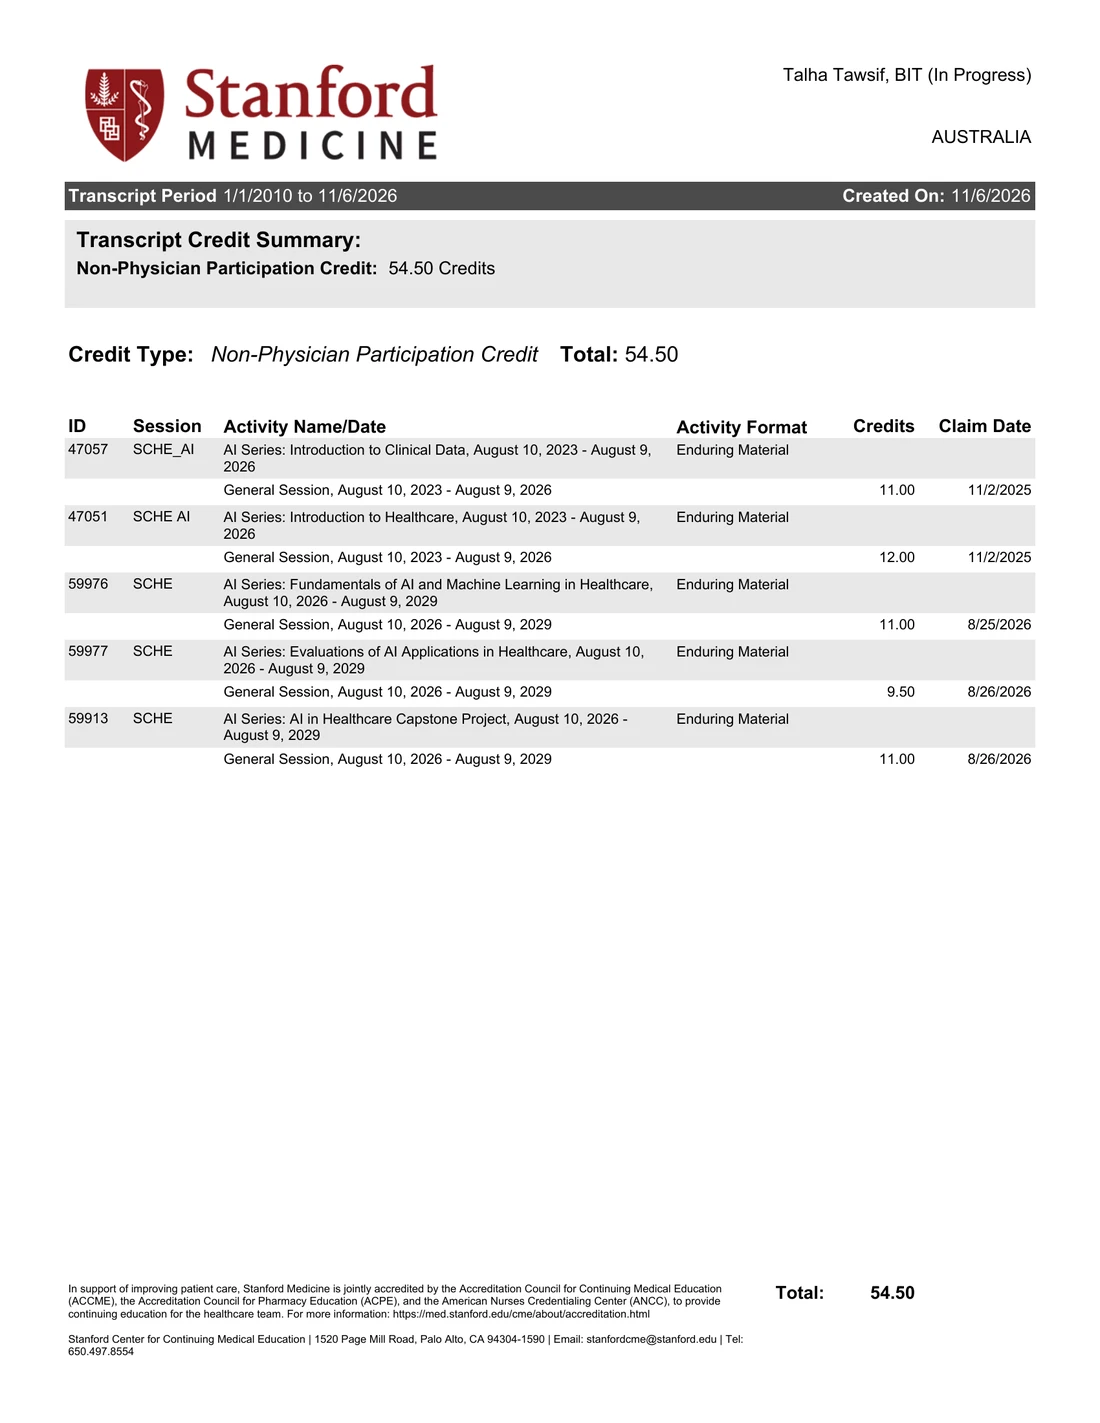 Stanford
MEDICINE
Talha Tawsif, BIT (In Progress)
AUSTRALIA
Transcript Period 1/1/2010 to 11/6/2026 Created On: 11/6/2026
Transcript Credit Summary:
Non-Physician Participation Credit: 54.50 Credits
Credit Type: Non-Physician Participation Credit Total: 54.50
ID Session Activity Name/Date Activity Format Credits Claim Date
47057 SCHE_AI AI Series: Introduction to Clinical Data, August 10, 2023 - August 9, Enduring Material
2026
General Session, August 10, 2023 - August 9, 2026 11.00 11/2/2025
47051 SCHE AI AI Series: Introduction to Healthcare, August 10, 2023 - August 9, Enduring Material
2026
General Session, August 10, 2023 - August 9, 2026 12.00 11/2/2025
59976 SCHE AI Series: Fundamentals of AI and Machine Learning in Healthcare, Enduring Material
August 10, 2026 - August 9, 2029
General Session, August 10, 2026 - August 9, 2029 11.00 8/25/2026
59977 SCHE AI Series: Evaluations of AI Applications in Healthcare, August 10, Enduring Material
2026 - August 9, 2029
General Session, August 10, 2026 - August 9, 2029 9.50 8/26/2026
59913 SCHE AI Series: AI in Healthcare Capstone Project, August 10, 2026 - Enduring Material
August 9, 2029
General Session, August 10, 2026 - August 9, 2029 11.00 8/26/2026
In support of improving patient care, Stanford Medicine is jointly accredited by the Accreditation Council for Continuing Medical Education
(ACCME), the Accreditation Council for Pharmacy Education (ACPE), and the American Nurses Credentialing Center (ANCC), to provide
continuing education for the healthcare team. For more information: https://med.stanford.edu/cme/about/accreditation.html
Total: 54.50
Stanford Center for Continuing Medical Education | 1520 Page Mill Road, Palo Alto, CA 94304-1590 | Email: stanfordcme@stanford.edu | Tel:
650.497.8554